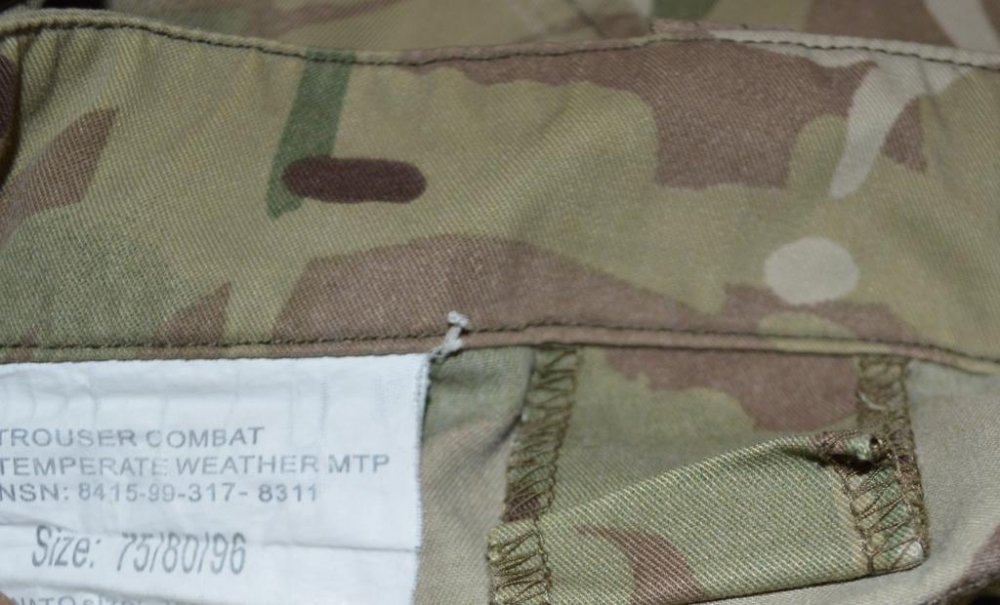 TROUSER COMBAT
TEMPERATE WEATHER MTP
NSN: 8415-99-317- 8311
Size: 75/80/96